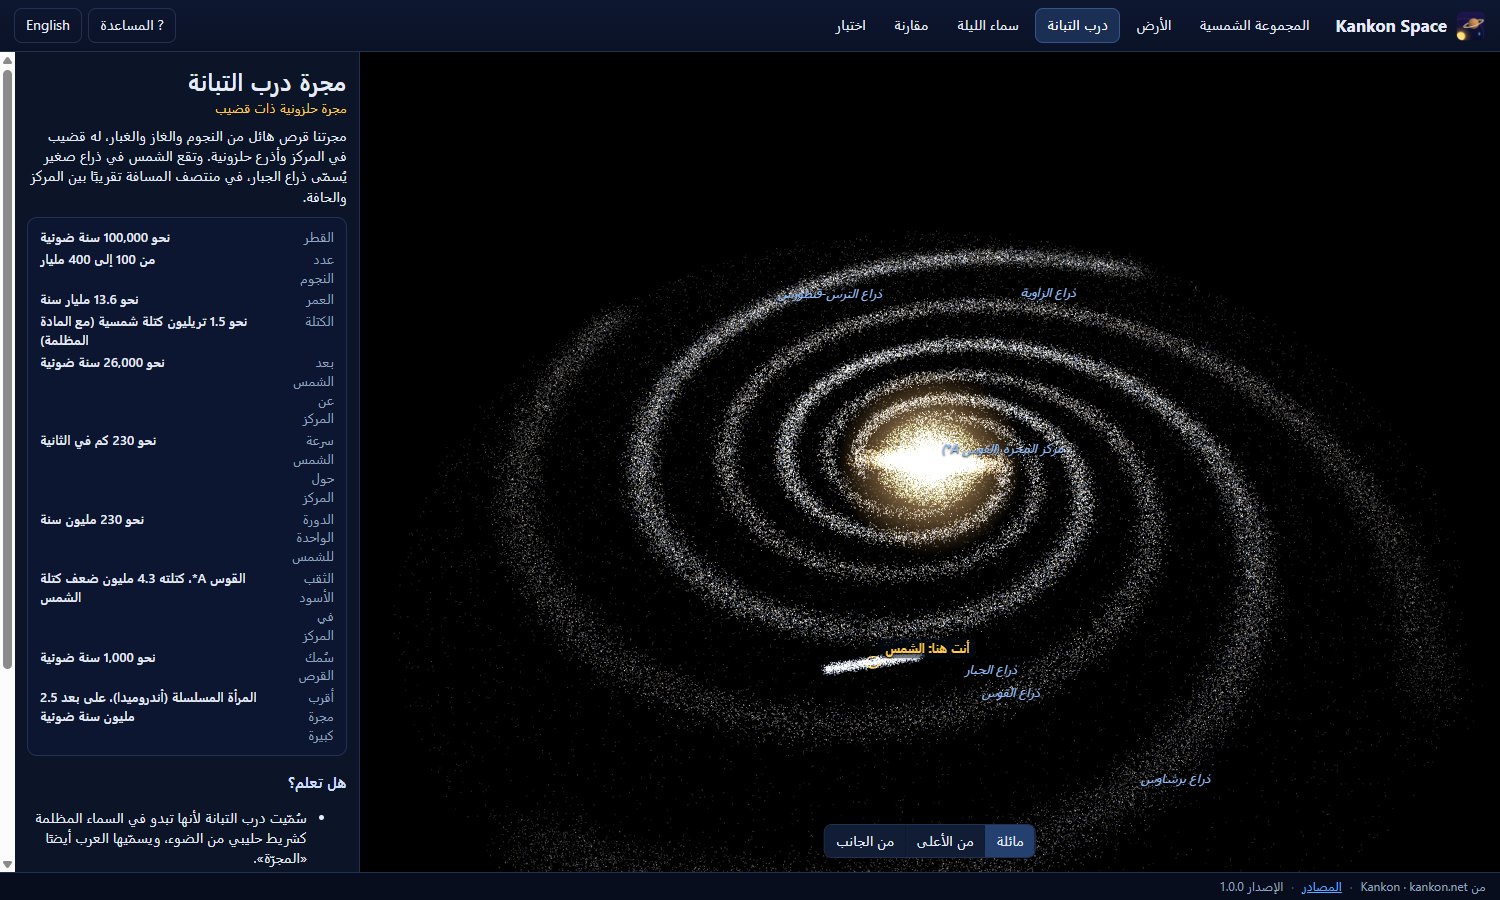 Kankon Space
المجموعة الشمسية
الأرض
درب التبانة
سماء الليلة
مقارنة
اختبار
? المساعدة
English
مجرة درب التبانة
مجرة حلزونية ذات قضيب
مجرتنا قرص هائل من النجوم والغاز والغبار، له قضيب
في المركز وأذرع حلزونية. وتقع الشمس في ذراع صغير
يُسمّى ذراع الجبار، في منتصف المسافة تقريبًا بين المركز
والحافة.
القطر
نحو 100,000 سنة ضوئية
عدد
النجوم
من 100 إلى 400 مليار
العمر
نحو 13.6 مليار سنة
الكتلة
نحو 1.5 تريليون كتلة شمسية (مع المادة
المظلمة)
بعد
الشمس
عن
المركز
نحو 26,000 سنة ضوئية
سرعة
الشمس
حول
المركز
نحو 230 كم في الثانية
الدورة
الواحدة
للشمس
نحو 230 مليون سنة
الثقب
الأسود
في
المركز
القوس A*، كتلته 4.3 مليون ضعف كتلة
الشمس
سُمك
القرص
نحو 1,000 سنة ضوئية
أقرب
مجرة
كبيرة
المرأة المسلسلة (أندروميدا)، على بعد 2.5
مليون سنة ضوئية
هل تعلم؟
• سُمّيت درب التبانة لأنها تبدو في السماء المظلمة
كشريط حليبي من الضوء، ويسمّيها العرب أيضًا
«المجرّة».
ذراع الترس-قنطورس
ذراع الزاوية
مركز المجرة (القوس A*)
أنت هنا: الشمس
ذراع الجبار
ذراع القوس
ذراع برشاوس
مائلة
من الأعلى
من الجانب
من Kankon · kankon.net · المصادر · الإصدار 1.0.0